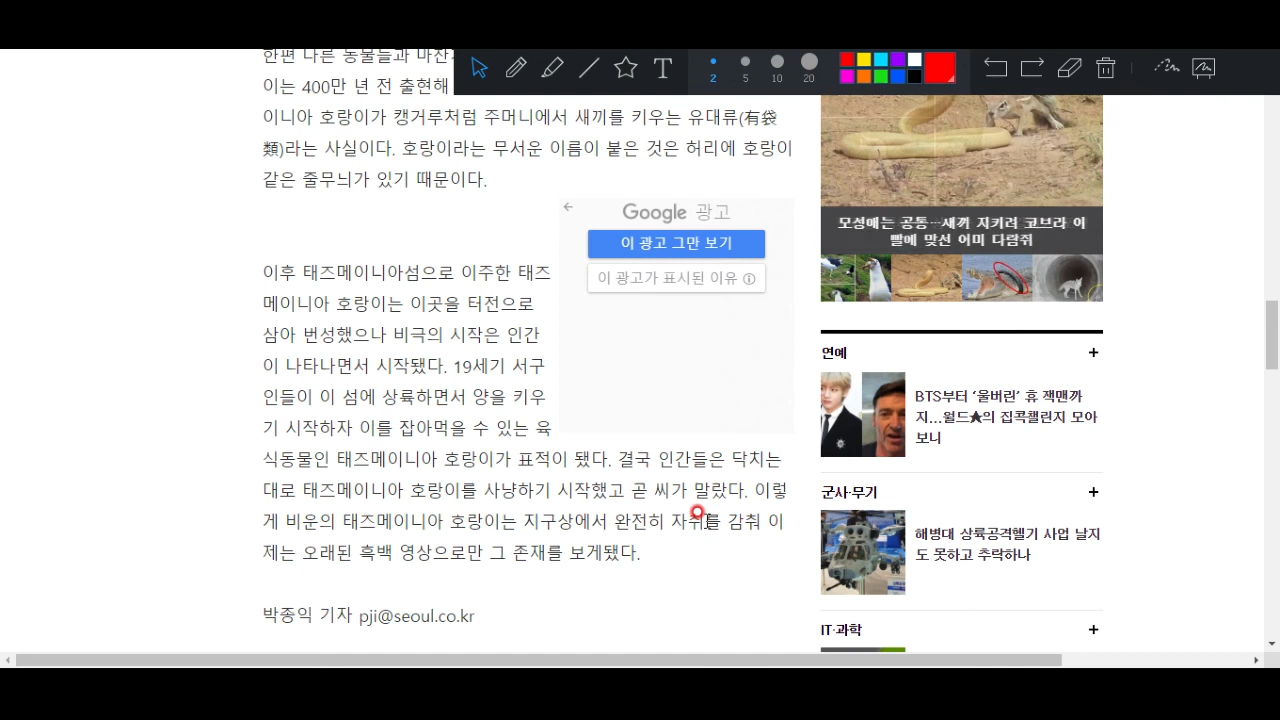 한편 다른 동물들과 마찬
이는 400만 년 전 출현해
이니아 호랑이가 캥거루처럼 주머니에서 새끼를 키우는 유대류(有袋
類)라는 사실이다. 호랑이라는 무서운 이름이 붙은 것은 허리에 호랑이
같은 줄무늬가 있기 때문이다.
이후 태즈메이니아섬으로 이주한 태즈
메이니아 호랑이는 이곳을 터전으로
삼아 번성했으나 비극의 시작은 인간
이 나타나면서 시작됐다. 19세기 서구
인들이 이 섬에 상륙하면서 양을 키우
기 시작하자 이를 잡아먹을 수 있는 육
식동물인 태즈메이니아 호랑이가 표적이 됐다. 결국 인간들은 닥치는
대로 태즈메이니아 호랑이를 사냥하기 시작했고 곧 씨가 말랐다. 이렇
게 비운의 태즈메이니아 호랑이는 지구상에서 완전히 자취를 감춰 이
제는 오래된 흑백 영상으로만 그 존재를 보게됐다.
박종익 기자 pji@seoul.co.kr
Google 광고
이 광고 그만 보기
이 광고가 표시된 이유
T
2 5 10 20
모성애는 공통…새끼 지키려 코브라 이
빨에 맞선 어미 다람쥐
연예 +
BTS부터 ‘울버린’ 휴 잭맨까
지…월드★의 집콕챌린지 모아
보니
군사·무기 +
해병대 상륙공격헬기 사업 날지
도 못하고 추락하나
IT·과학 +